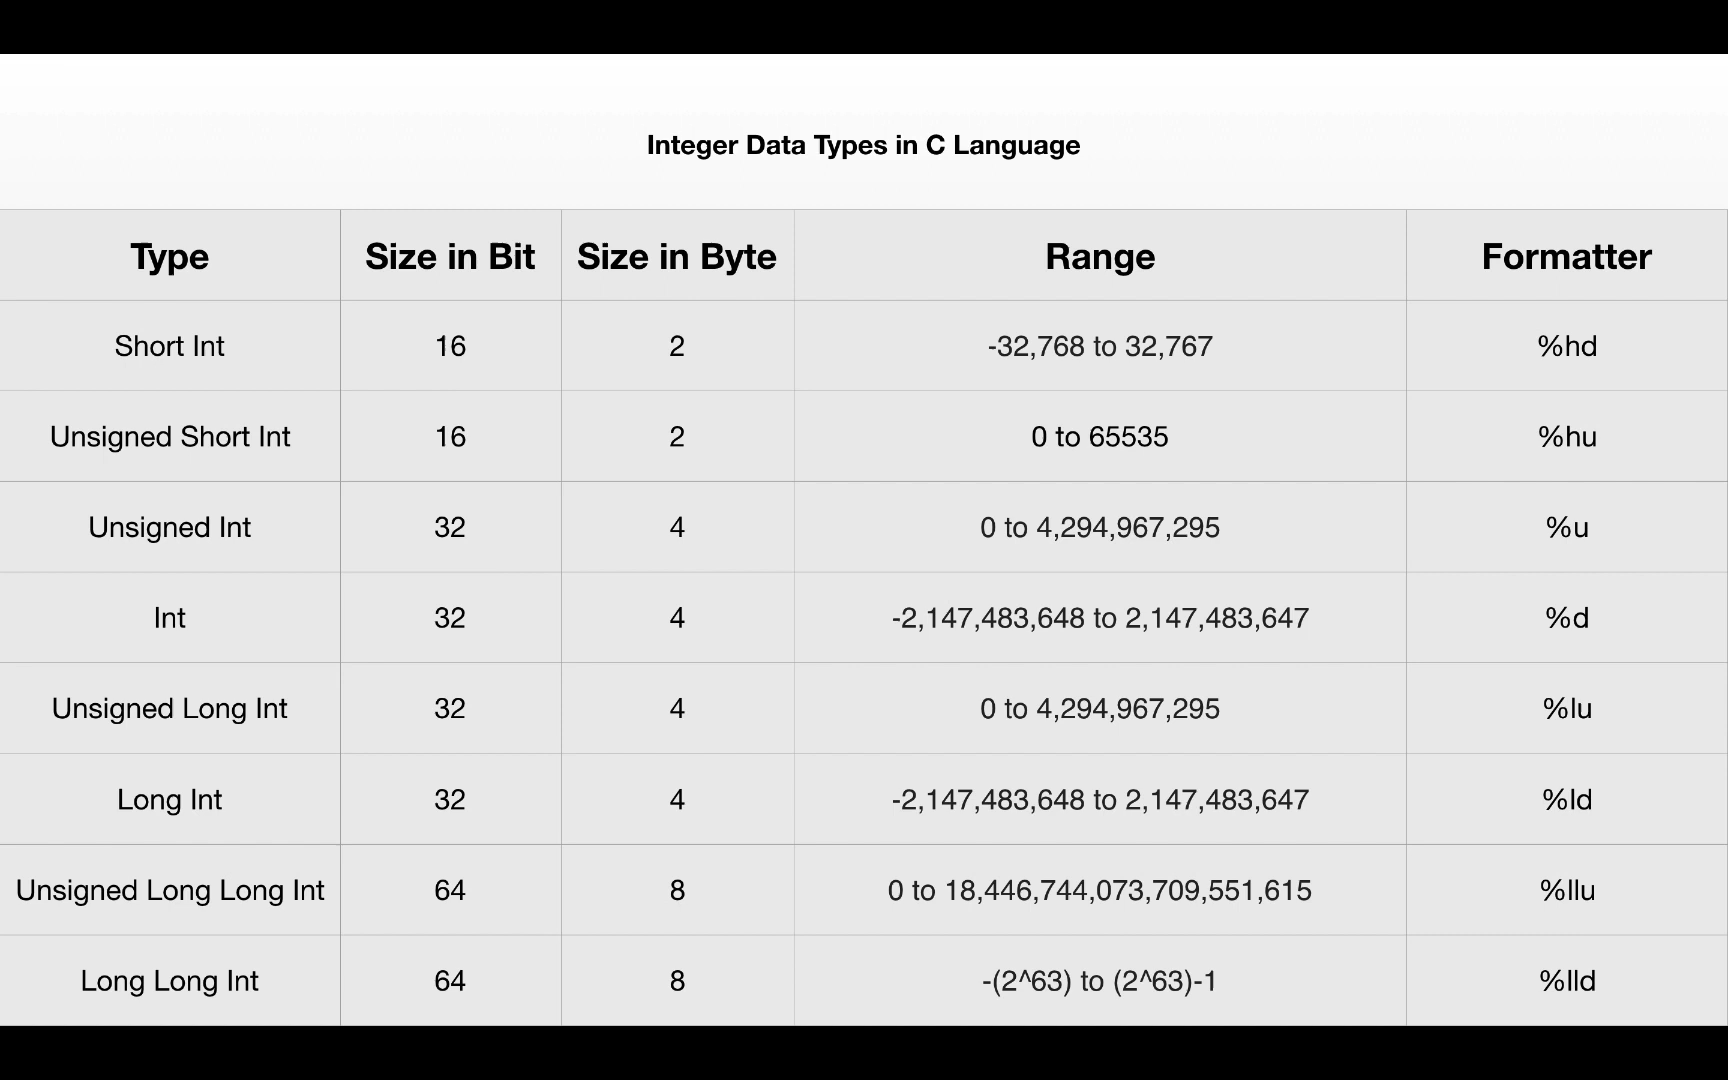 Integer Data Types in C Language
Type Size in Bit Size in Byte Range Formatter
Short Int 16 2 -32,768 to 32,767 %hd
Unsigned Short Int 16 2 0 to 65535 %hu
Unsigned Int 32 4 0 to 4,294,967,295 %u
Int 32 4 -2,147,483,648 to 2,147,483,647 %d
Unsigned Long Int 32 4 0 to 4,294,967,295 %lu
Long Int 32 4 -2,147,483,648 to 2,147,483,647 %ld
Unsigned Long Long Int 64 8 0 to 18,446,744,073,709,551,615 %llu
Long Long Int 64 8 -(2^63) to (2^63)-1 %lld